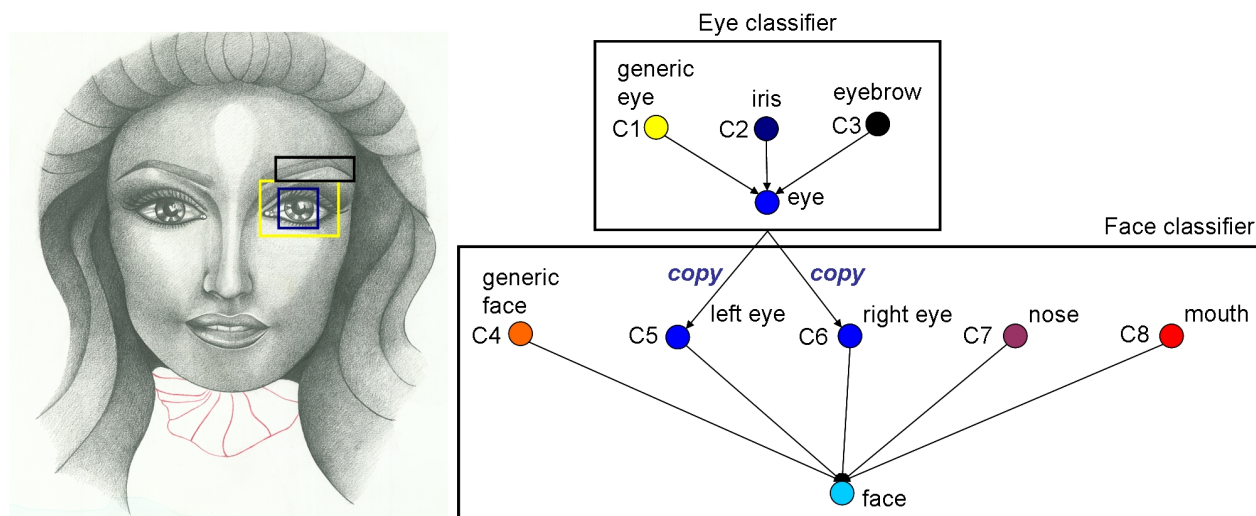 Eye classifier
generic
eye
iris
eyebrow
C1
C2
C3
eye
Face classifier
copy
copy
generic
face
left eye
right eye
nose
mouth
C4
C5
C6
C7
C8
face